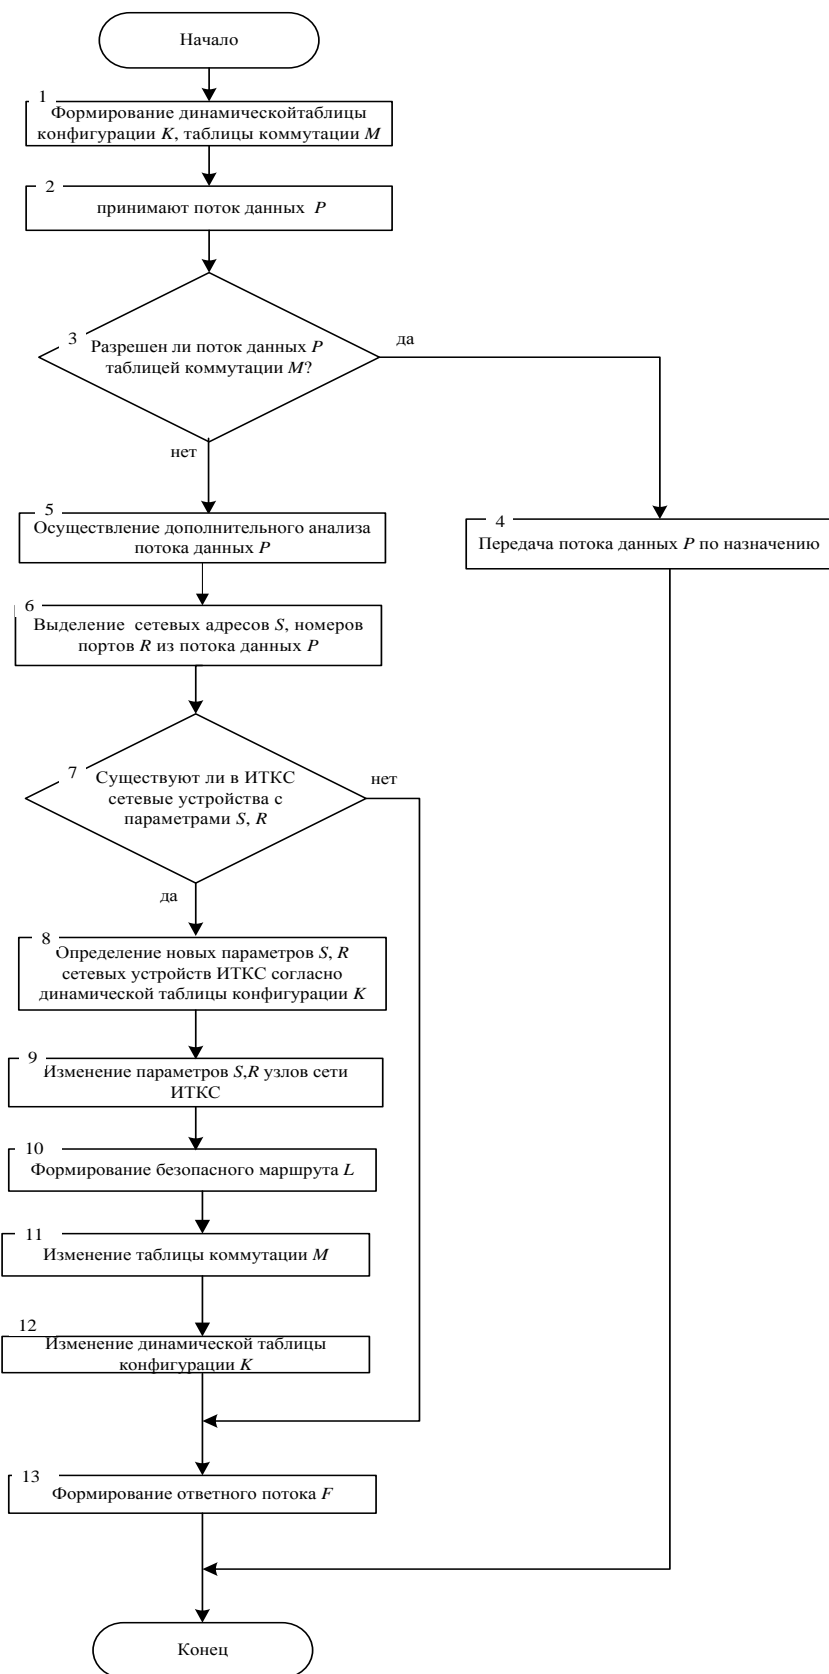 Начало
1
Формирование динамическойтаблицы
конфигурации K, таблицы коммутации M
2
принимают поток данных P
3
Разрешен ли поток данных P
таблицей коммутации M?
да
нет
5
Осуществление дополнительного анализа
потока данных P
4
Передача потока данных P по назначению
6
Выделение сетевых адресов S, номеров
портов R из потока данных P
7
Существуют ли в ИТКС
сетевые устройства с
параметрами S, R
нет
да
8
Определение новых параметров S, R
сетевых устройств ИТКС согласно
динамической таблицы конфигурации K
9
Изменение параметров S,R узлов сети
ИТКС
10
Формирование безопасного маршрута L
11
Изменение таблицы коммутации M
12
Изменение динамической таблицы
конфигурации K
13
Формирование ответного потока F
Конец